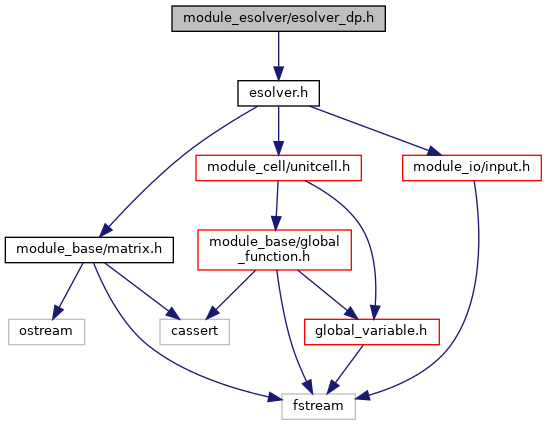 module_esolver/esolver_dp.h
esolver.h
module_cell/unitcell.h
module_io/input.h
module_base/matrix.h
module_base/global
_function.h
ostream
cassert
global_variable.h
fstream